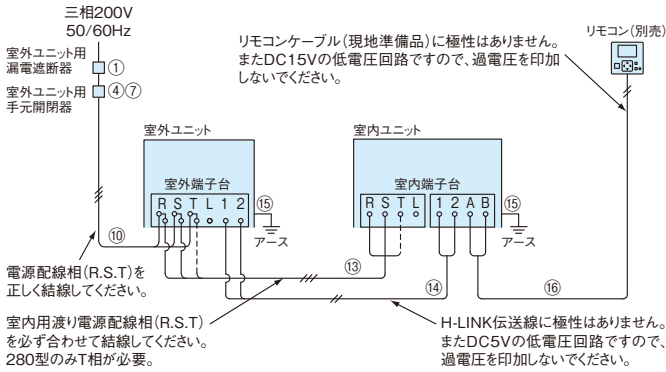 三相200V
50/60Hz
室外ユニット用
漏電遮断器
①
室外ユニット用
手元開閉器
④⑦
リモコンケーブル(現地準備品)に極性はありません。
またDC15Vの低電圧回路ですので、過電圧を印加
しないでください。
リモコン(別売)
室外ユニット
室外端子台
R S T L 1 2
⑮
アース
室内ユニット
室内端子台
R S T L 1 2 A B
⑮
アース
⑩
⑬
⑭
⑯
電源配線相(R.S.T)を
正しく結線してください。
室内用渡り電源配線相(R.S.T)
を必ず合わせて結線してください。
280型のみT相が必要。
H-LINK伝送線に極性はありません。
またDC5Vの低電圧回路ですので、
過電圧を印加しないでください。